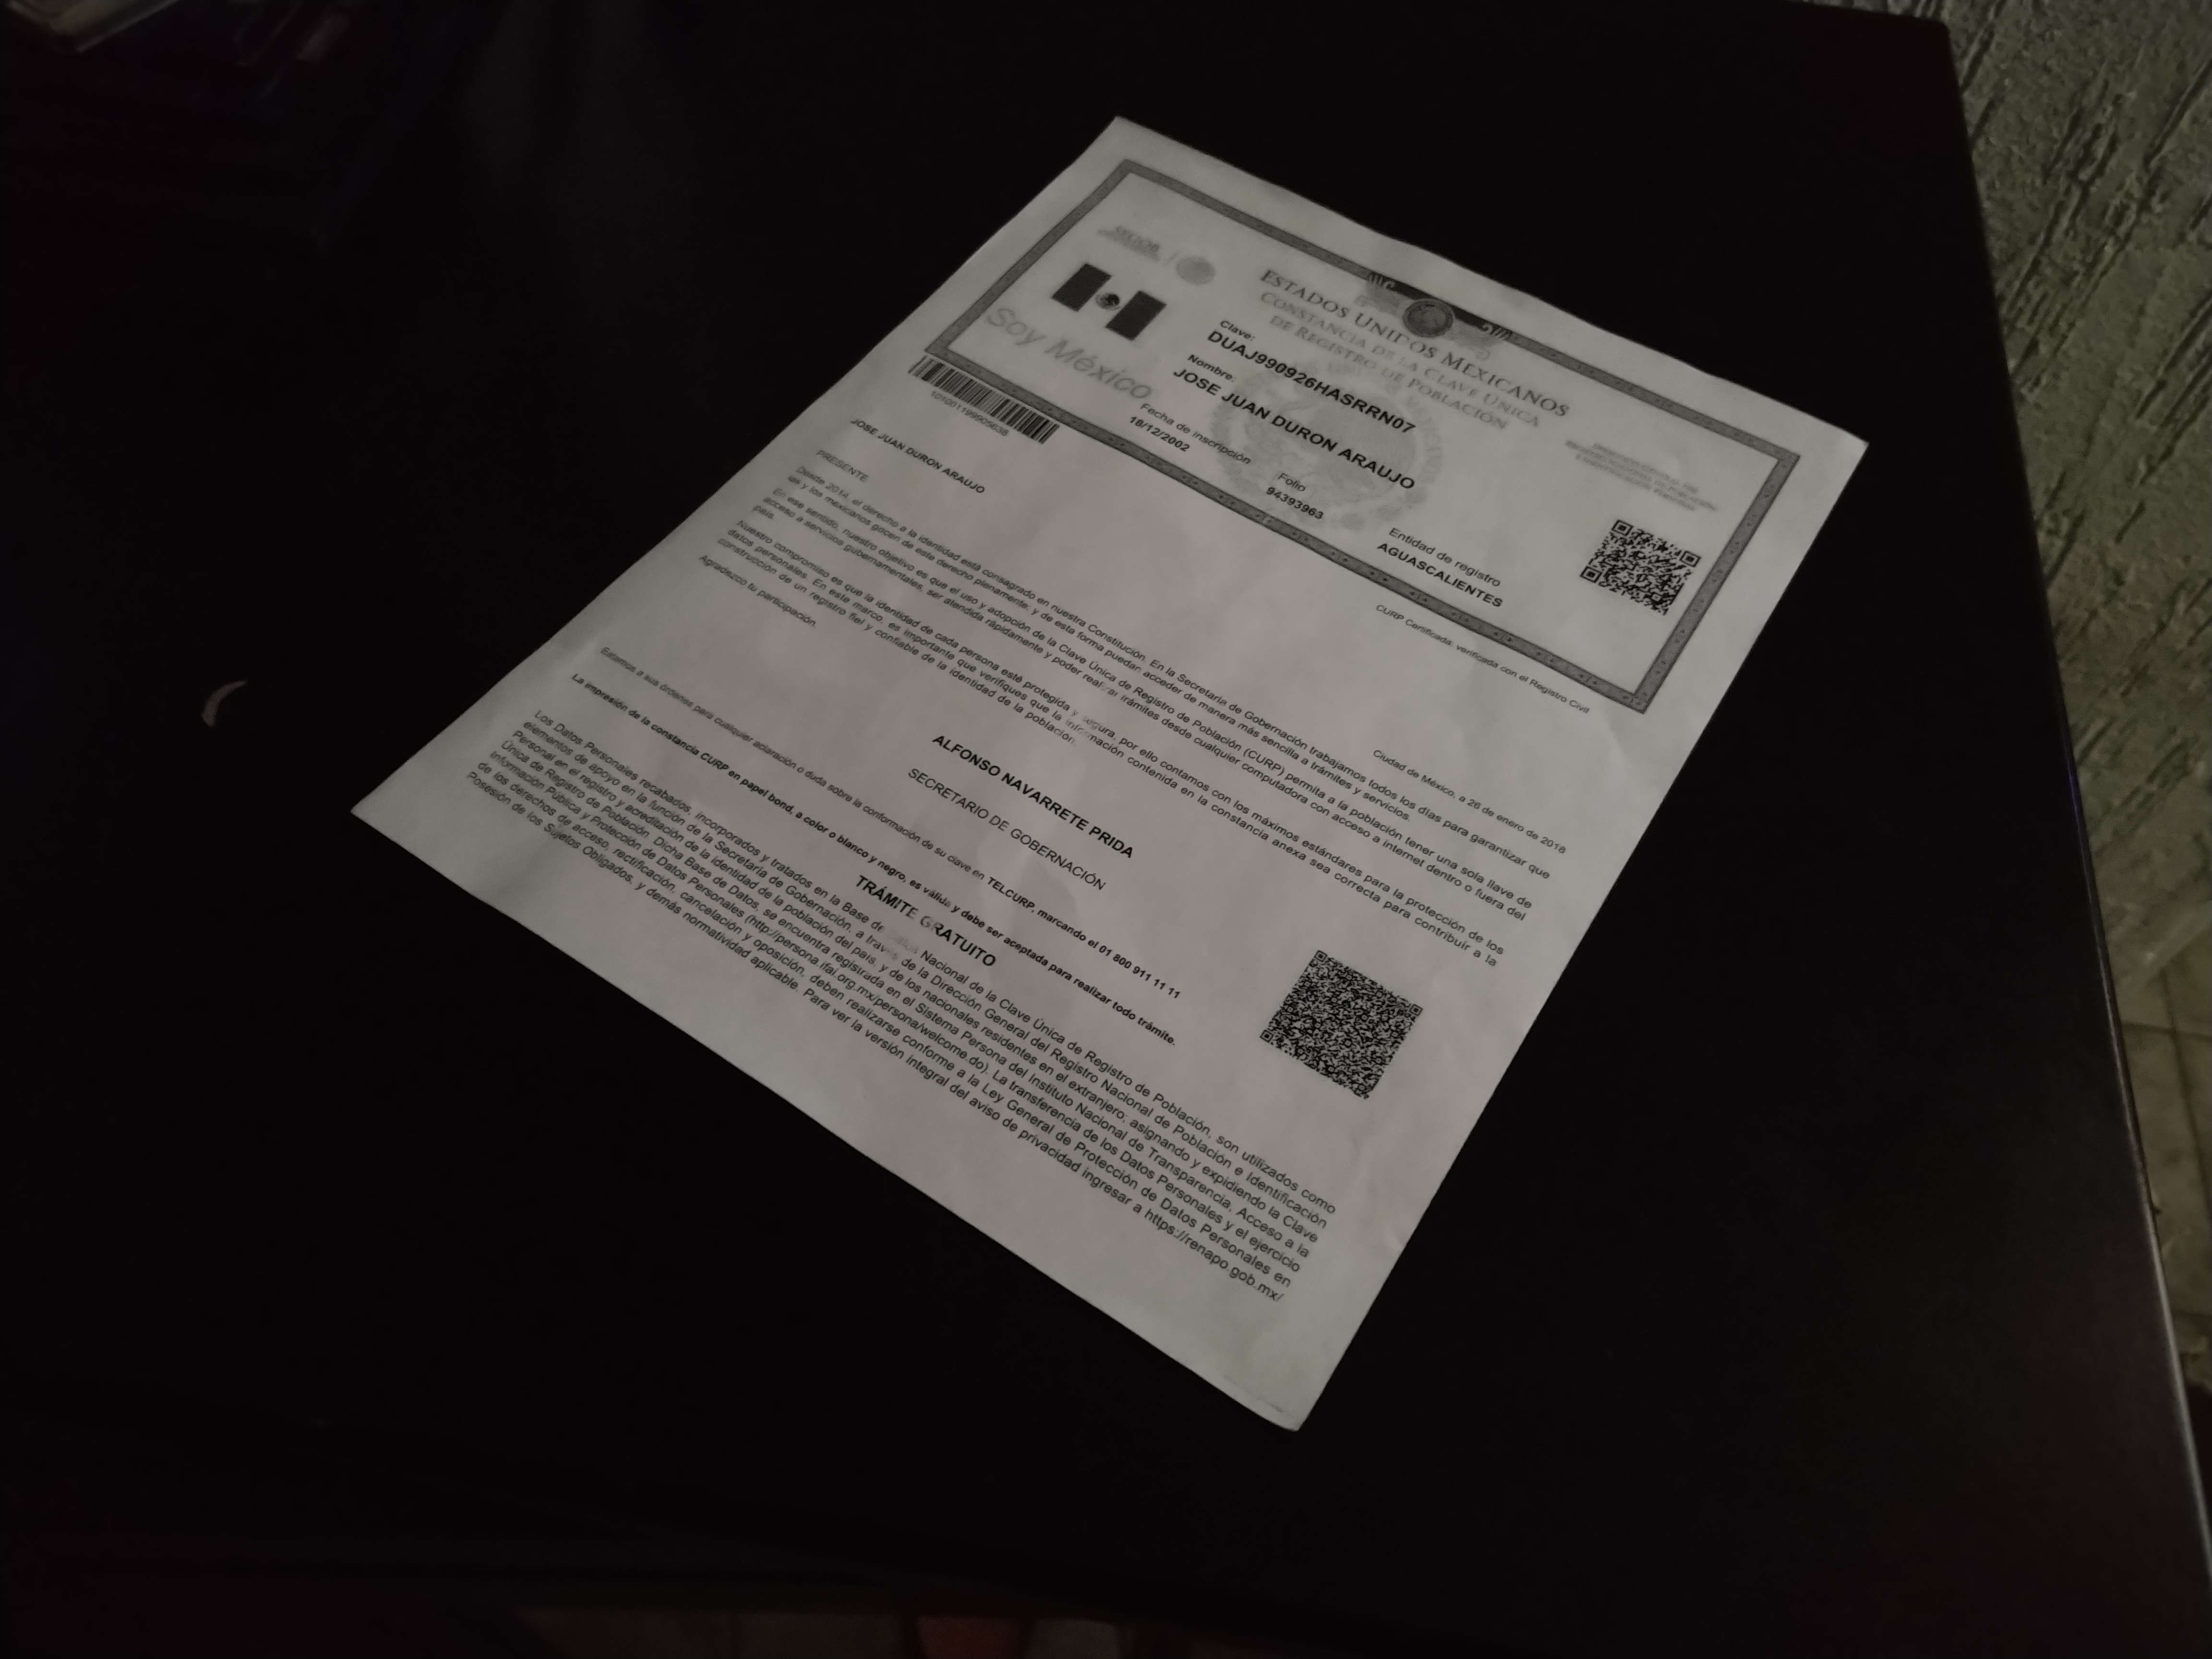 SEGOB
ESTADOS UNIDOS MEXICANOS
CONSTANCIA DE LA CLAVE ÚNICA
DE REGISTRO DE POBLACIÓN
Soy México
Clave:
DUAJ990926HASRRN07
Nombre:
JOSE JUAN DURON ARAUJO
Fecha de inscripción
18/12/2002
Folio
94393963
Entidad de registro
AGUASCALIENTES
CURP Certificada: verificada con el Registro Civil
JOSE JUAN DURON ARAUJO
PRESENTE
Ciudad de México, a 26 de enero de 2018
Desde 2014, el derecho a la identidad está consagrado en nuestra Constitución. En la Secretaría de Gobernación trabajamos todos los días para garantizar que
las y los mexicanos gocen de este derecho plenamente; y de esta forma puedan acceder de manera más sencilla a trámites y servicios.
En ese sentido, nuestro objetivo es que el uso y adopción de la Clave Única de Registro de Población (CURP) permita a la población tener una sola llave de
acceso a servicios gubernamentales, ser atendida rápidamente y poder realizar trámites desde cualquier computadora con acceso a internet dentro o fuera del
país.
Nuestro compromiso es que la identidad de cada persona esté protegida y segura, por ello contamos con los máximos estándares para la protección de los
datos personales. En este marco, es importante que verifiques que la información contenida en la constancia anexa sea correcta para contribuir a la
construcción de un registro fiel y confiable de la identidad de la población.
Agradezco tu participación.
ALFONSO NAVARRETE PRIDA
SECRETARIO DE GOBERNACIÓN
Estamos a sus órdenes para cualquier aclaración o duda sobre la conformación de su clave en TELCURP, marcando el 01 800 911 11 11
La impresión de la constancia CURP en papel bond, a color o blanco y negro, es válida y debe ser aceptada para realizar todo trámite.
TRÁMITE GRATUITO
Los Datos Personales recabados, incorporados y tratados en la Base de Datos Nacional de la Clave Única de Registro de Población, son utilizados como
elementos de apoyo en la función de la Secretaría de Gobernación, a través de la Dirección General del Registro Nacional de Población e Identificación
Personal en el registro y acreditación de la identidad de la población del país, y de los nacionales residentes en el extranjero; asignando y expidiendo la Clave
Única de Registro de Población. Dicha Base de Datos, se encuentra registrada en el Sistema Persona del Instituto Nacional de Transparencia, Acceso a la
Información Pública y Protección de Datos Personales (http://persona.ifai.org.mx/persona/welcome.do). La transferencia de los Datos Personales y el ejercicio
de los derechos de acceso, rectificación, cancelación y oposición, deben realizarse conforme a la Ley General de Protección de Datos Personales en
Posesión de los Sujetos Obligados, y demás normatividad aplicable. Para ver la versión integral del aviso de privacidad ingresar a https://renapo.gob.mx/